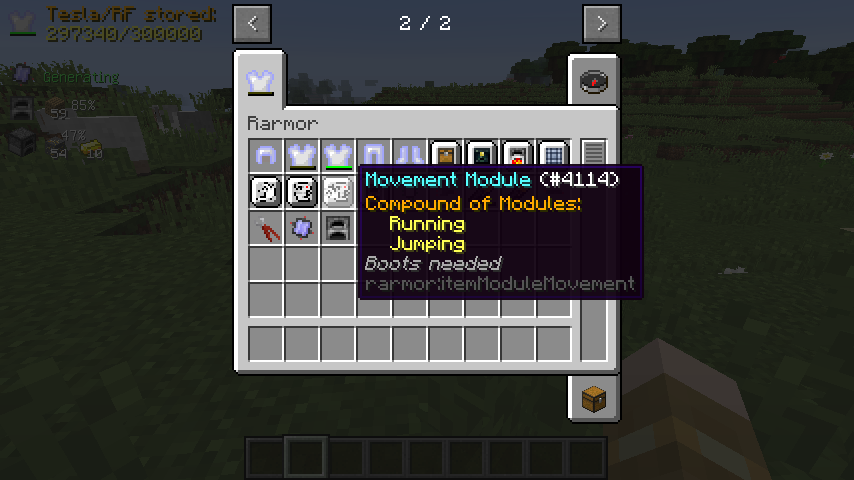 Tesla/RF stored:
297340/300000
2 / 2
Generating
85%
59
47%
54 10
Rarmor
Movement Module (#4114)
Compound of Modules:
Running
Jumping
Boots needed
rarmor:itemModuleMovement